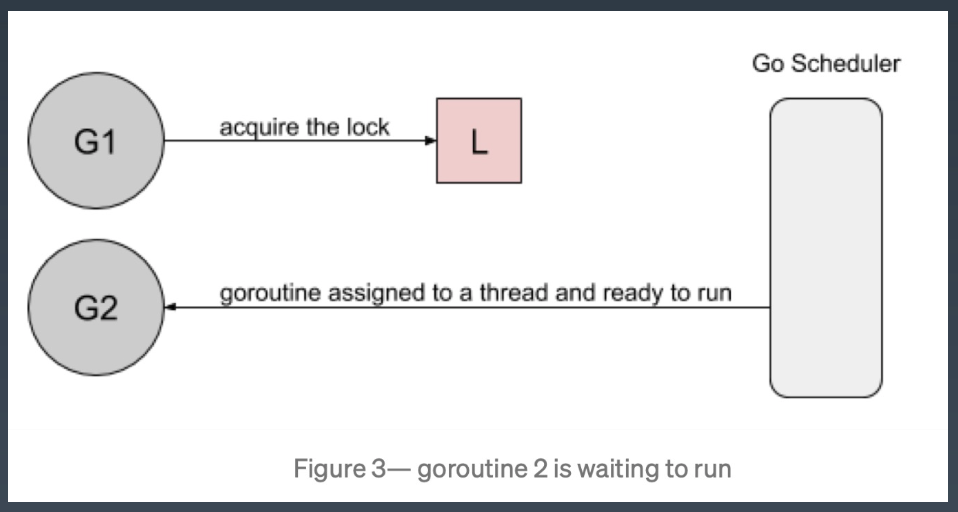 Go Scheduler
G1
acquire the lock
L
G2
goroutine assigned to a thread and ready to run
Figure 3— goroutine 2 is waiting to run